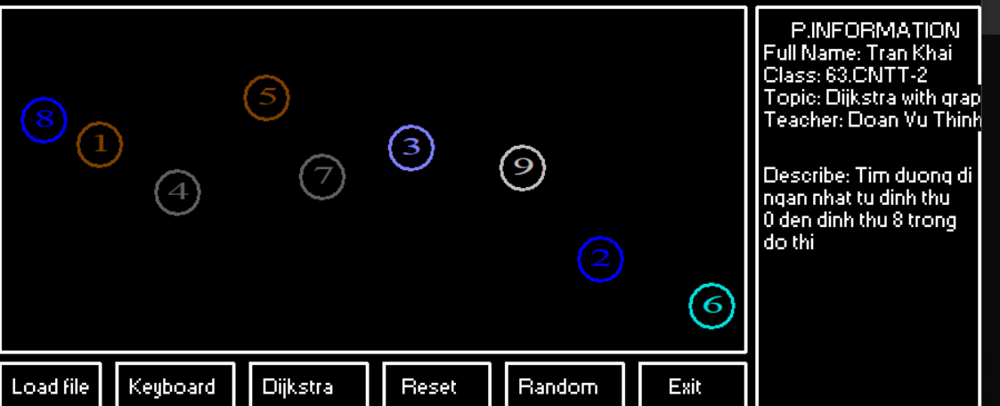 P.INFORMATION
Full Name: Tran Khai
Class: 63.CNTT-2
Topic: Dijkstra with grap
Teacher: Doan Vu Thinh
Describe: Tim duong di
ngan nhat tu dinh thu
0 den dinh thu 8 trong
do thi
8
1
5
4
7
3
9
2
6
Load file
Keyboard
Dijkstra
Reset
Random
Exit